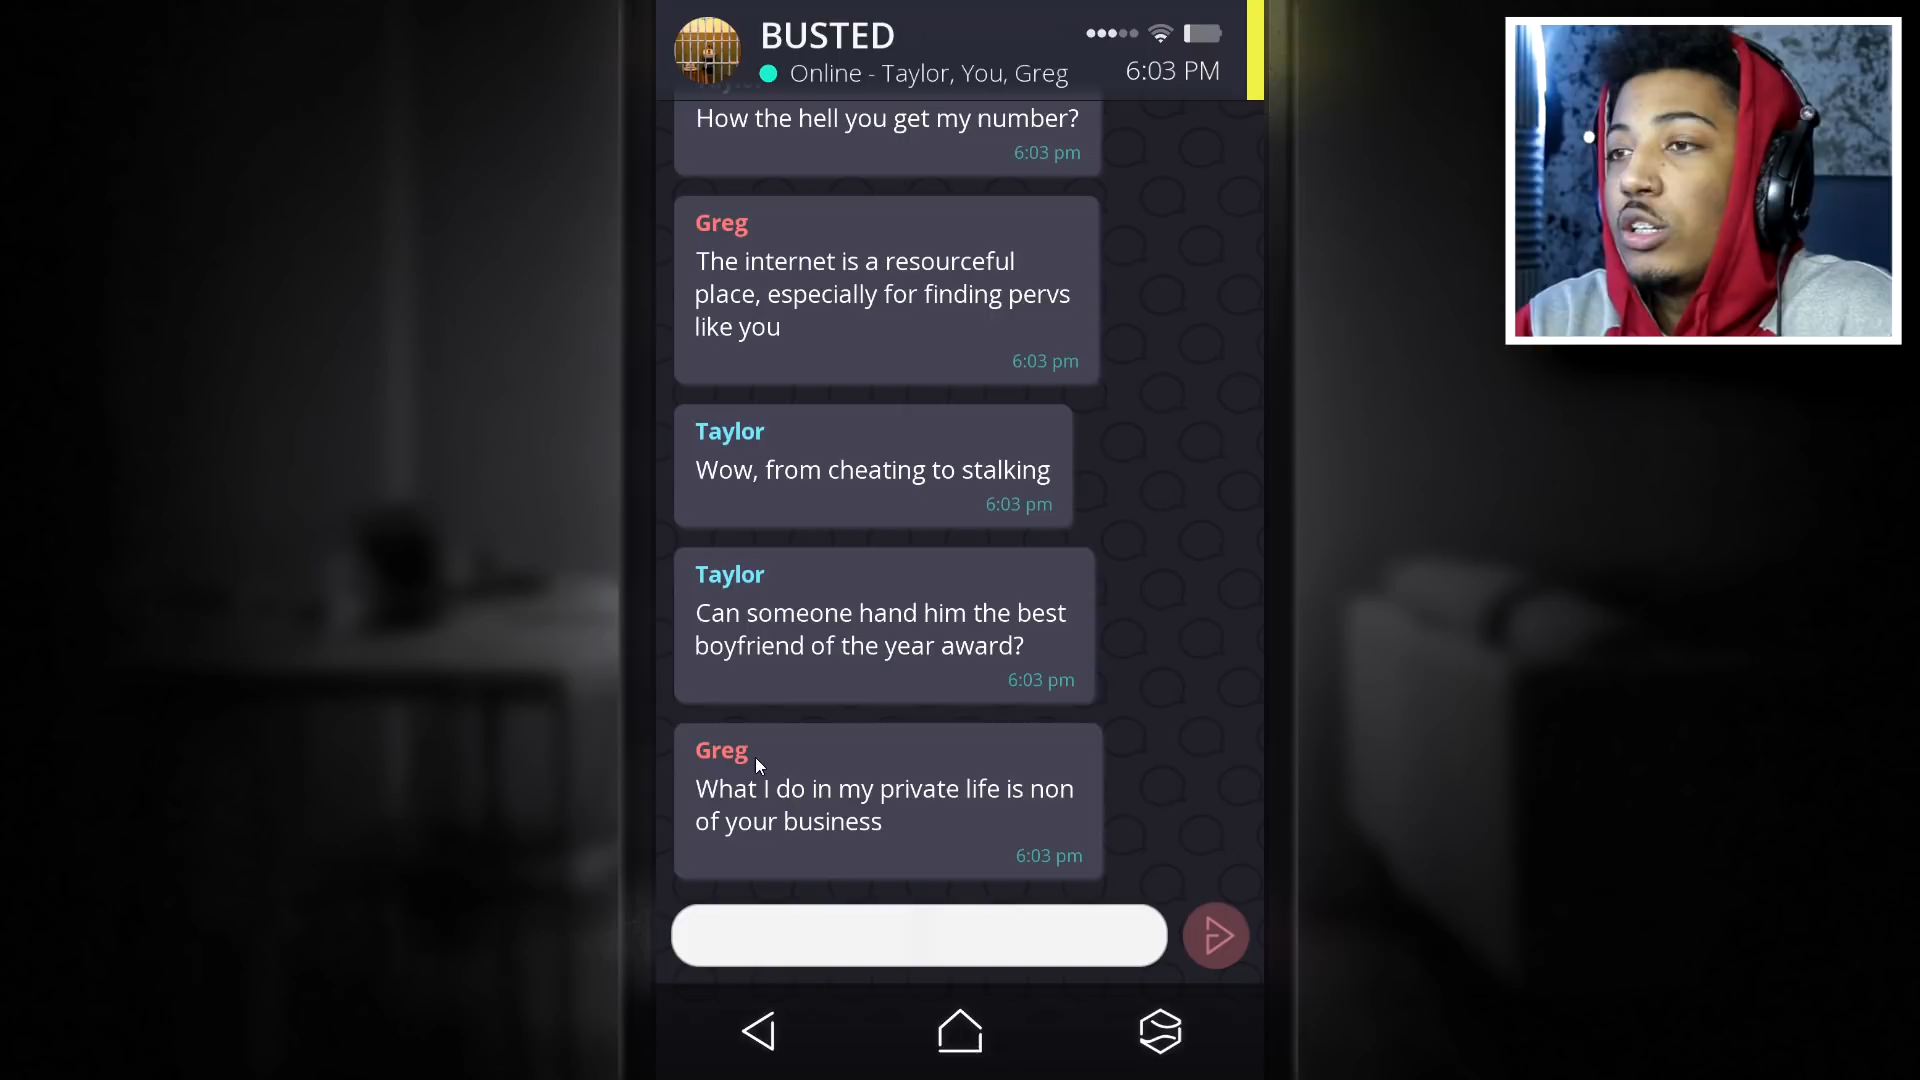 BUSTED
Online - Taylor, You, Greg
6:03 PM
How the hell you get my number?
6:03 pm
Greg
The internet is a resourceful
place, especially for finding pervs
like you
6:03 pm
Taylor
Wow, from cheating to stalking
6:03 pm
Taylor
Can someone hand him the best
boyfriend of the year award?
6:03 pm
Greg
What I do in my private life is non
of your business
6:03 pm